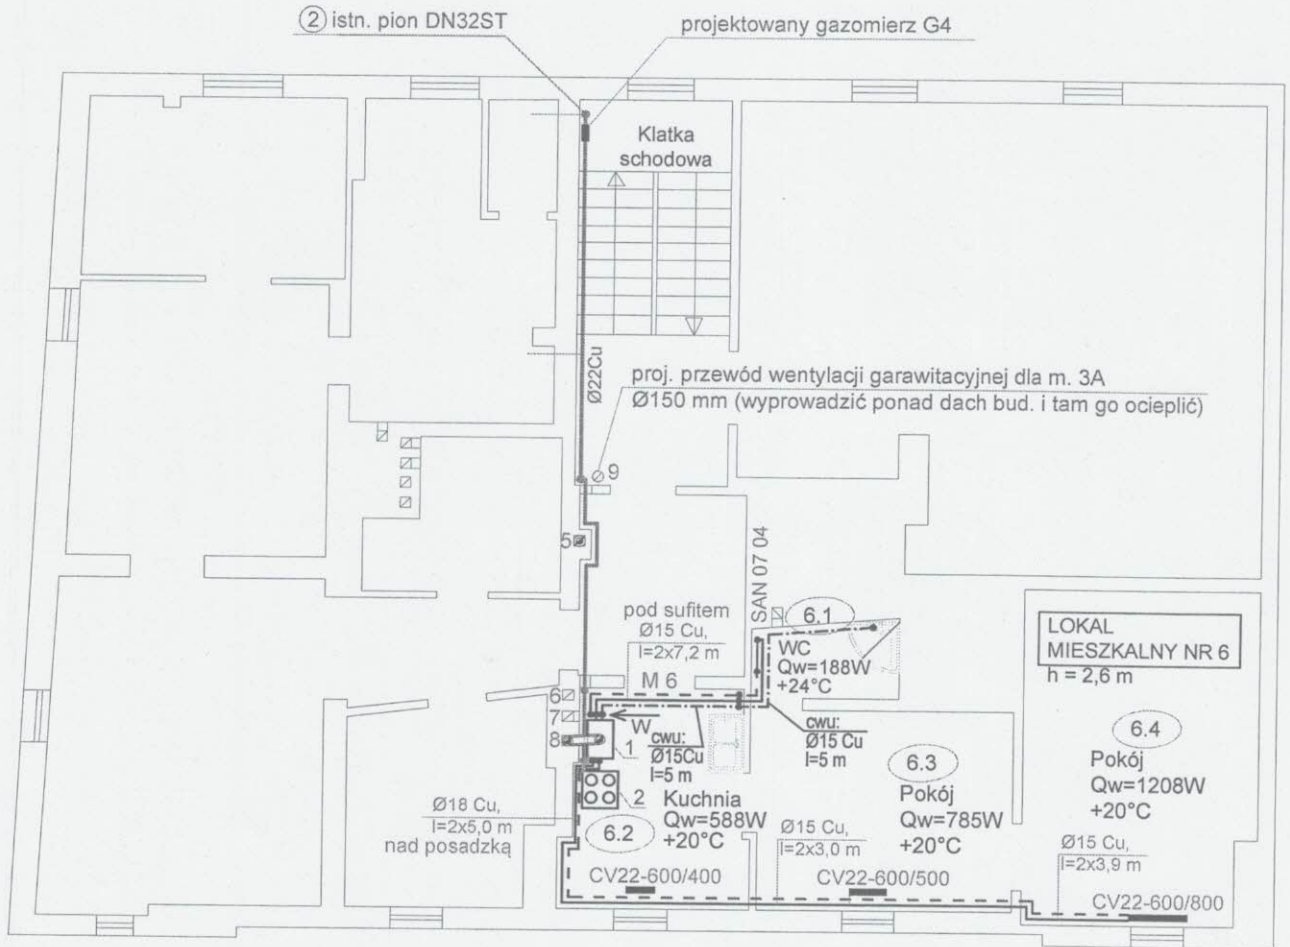 ② istn. pion DN32ST
projektowany gazomierz G4
Klatka
schodowa
Ø22Cu
proj. przewód wentylacji garawitacyjnej dla m. 3A
Ø150 mm (wyprowadzić ponad dach bud. i tam go ocieplić)
9
5
SAN 07 04
pod sufitem
Ø15 Cu,
l=2x7,2 m
M 6
6.1
WC
Qw=188W
+24°C
LOKAL
MIESZKALNY NR 6
h = 2,6 m
6
7
8
W
1
cwu:
Ø15Cu
l=5 m
cwu:
Ø15 Cu
l=5 m
6.4
Pokój
Qw=1208W
+20°C
6.3
Pokój
Qw=785W
+20°C
2
Kuchnia
Qw=588W
+20°C
6.2
Ø18 Cu,
l=2x5,0 m
nad posadzką
Ø15 Cu,
l=2x3,0 m
Ø15 Cu,
l=2x3,9 m
CV22-600/400
CV22-600/500
CV22-600/800